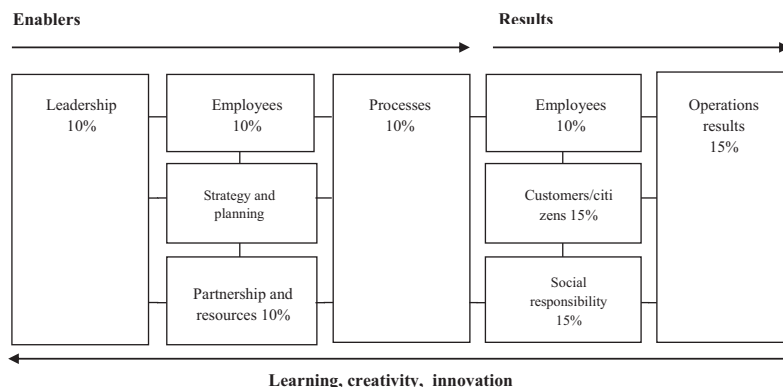 Enablers
Results
Leadership
10%
Employees
10%
Processes
10%
Employees
10%
Operations
results
15%
Strategy and
planning
Customers/citi
zens 15%
Partnership and
resources 10%
Social
responsibility
15%
Learning, creativity, innovation